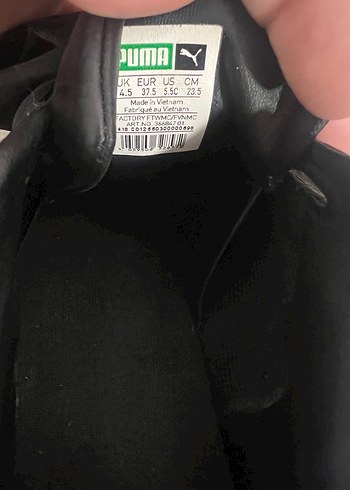 PUMA
UK EUR US CM
4.5 37.5 5.5C 23.5
Made in Vietnam
Fabriqué au Vietnam
FACTORY FTWMC/FVNMC
ART.NO. 366847 01